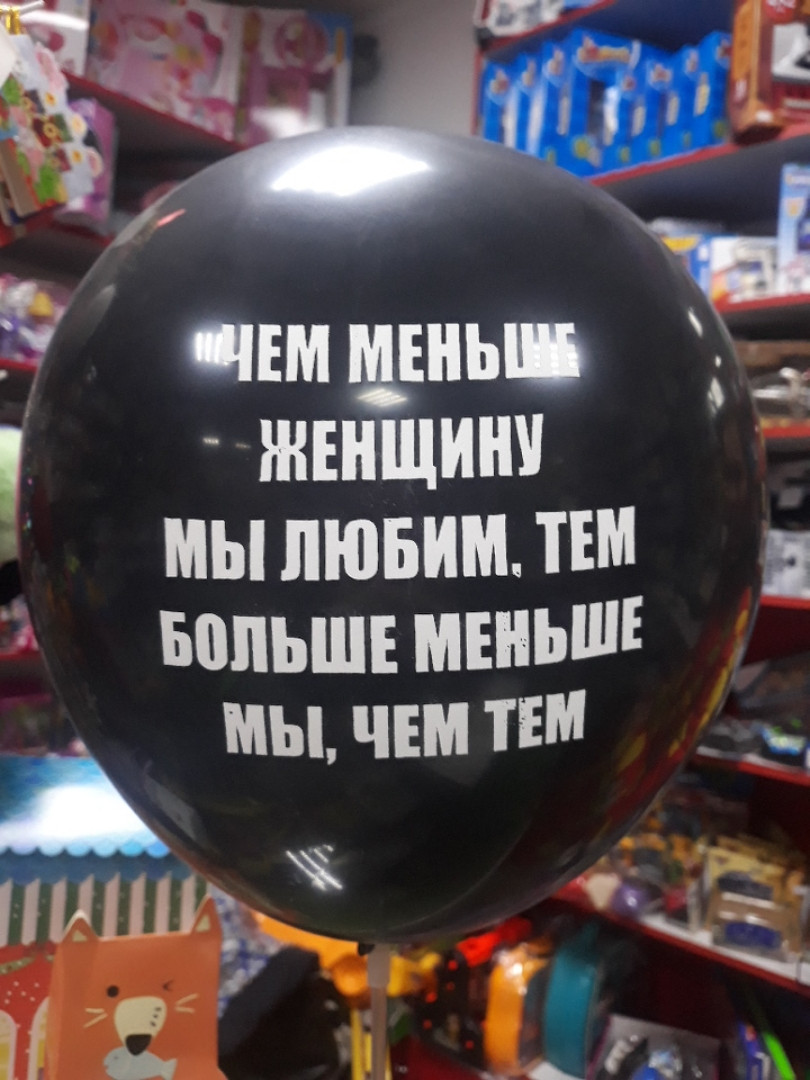 ЧЕМ МЕНЬШЕ
ЖЕНЩИНУ
МЫ ЛЮБИМ, ТЕМ
БОЛЬШЕ МЕНЬШЕ
МЫ, ЧЕМ ТЕМ